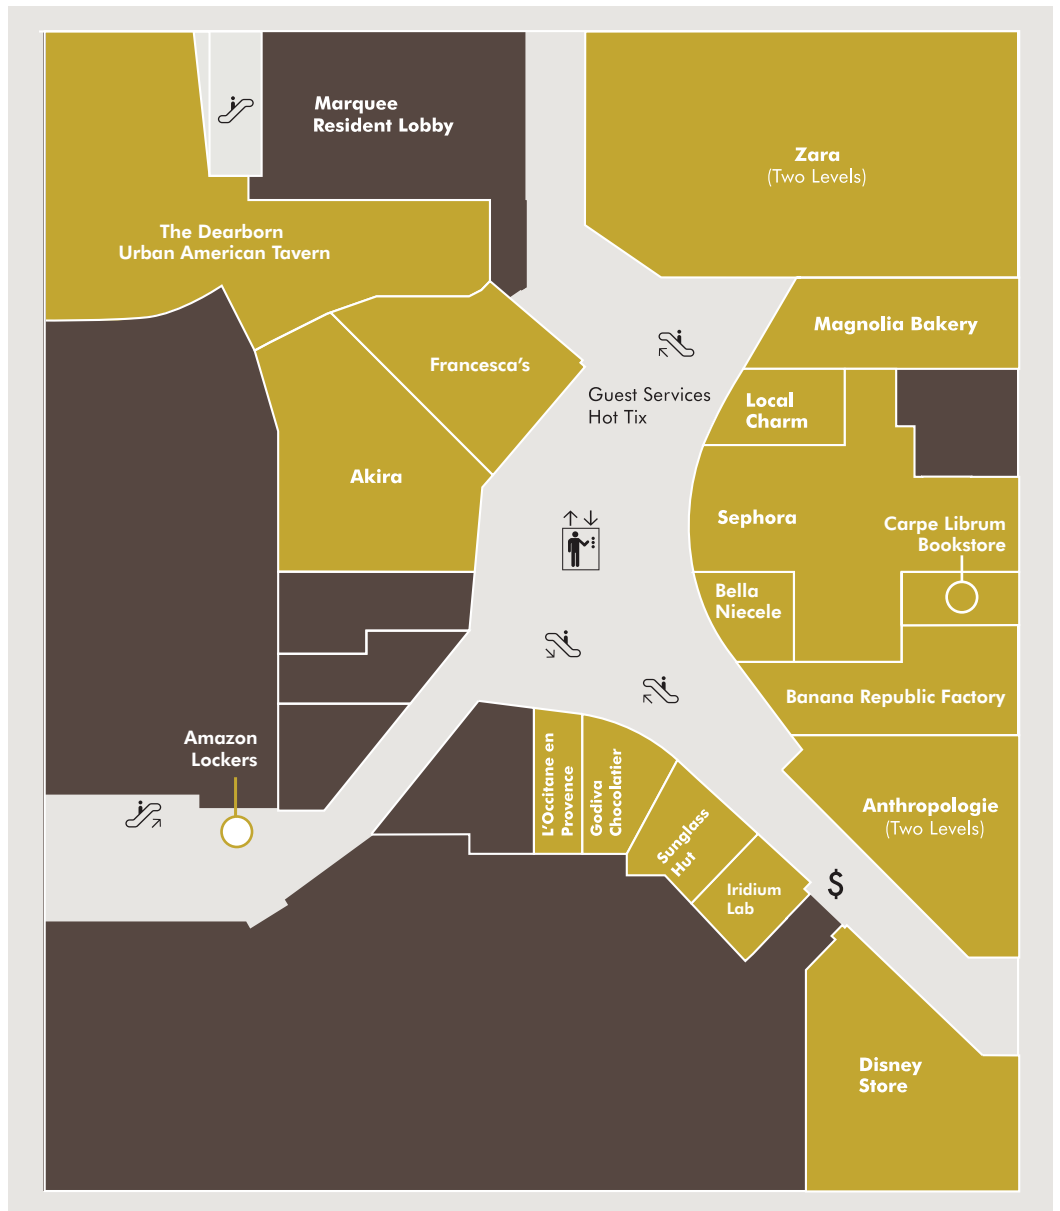 Marquee
Resident Lobby
Zara
(Two Levels)
The Dearborn
Urban American Tavern
Magnolia Bakery
Francesca's
Guest Services
Hot Tix
Local
Charm
Akira
Sephora
Carpe Librum
Bookstore
Bella
Niecele
Banana Republic Factory
Amazon
Lockers
L'Occitane en
Provence
Godiva
Chocolatier
Sunglass
Hut
Iridium
Lab
Anthropologie
(Two Levels)
$
Disney
Store